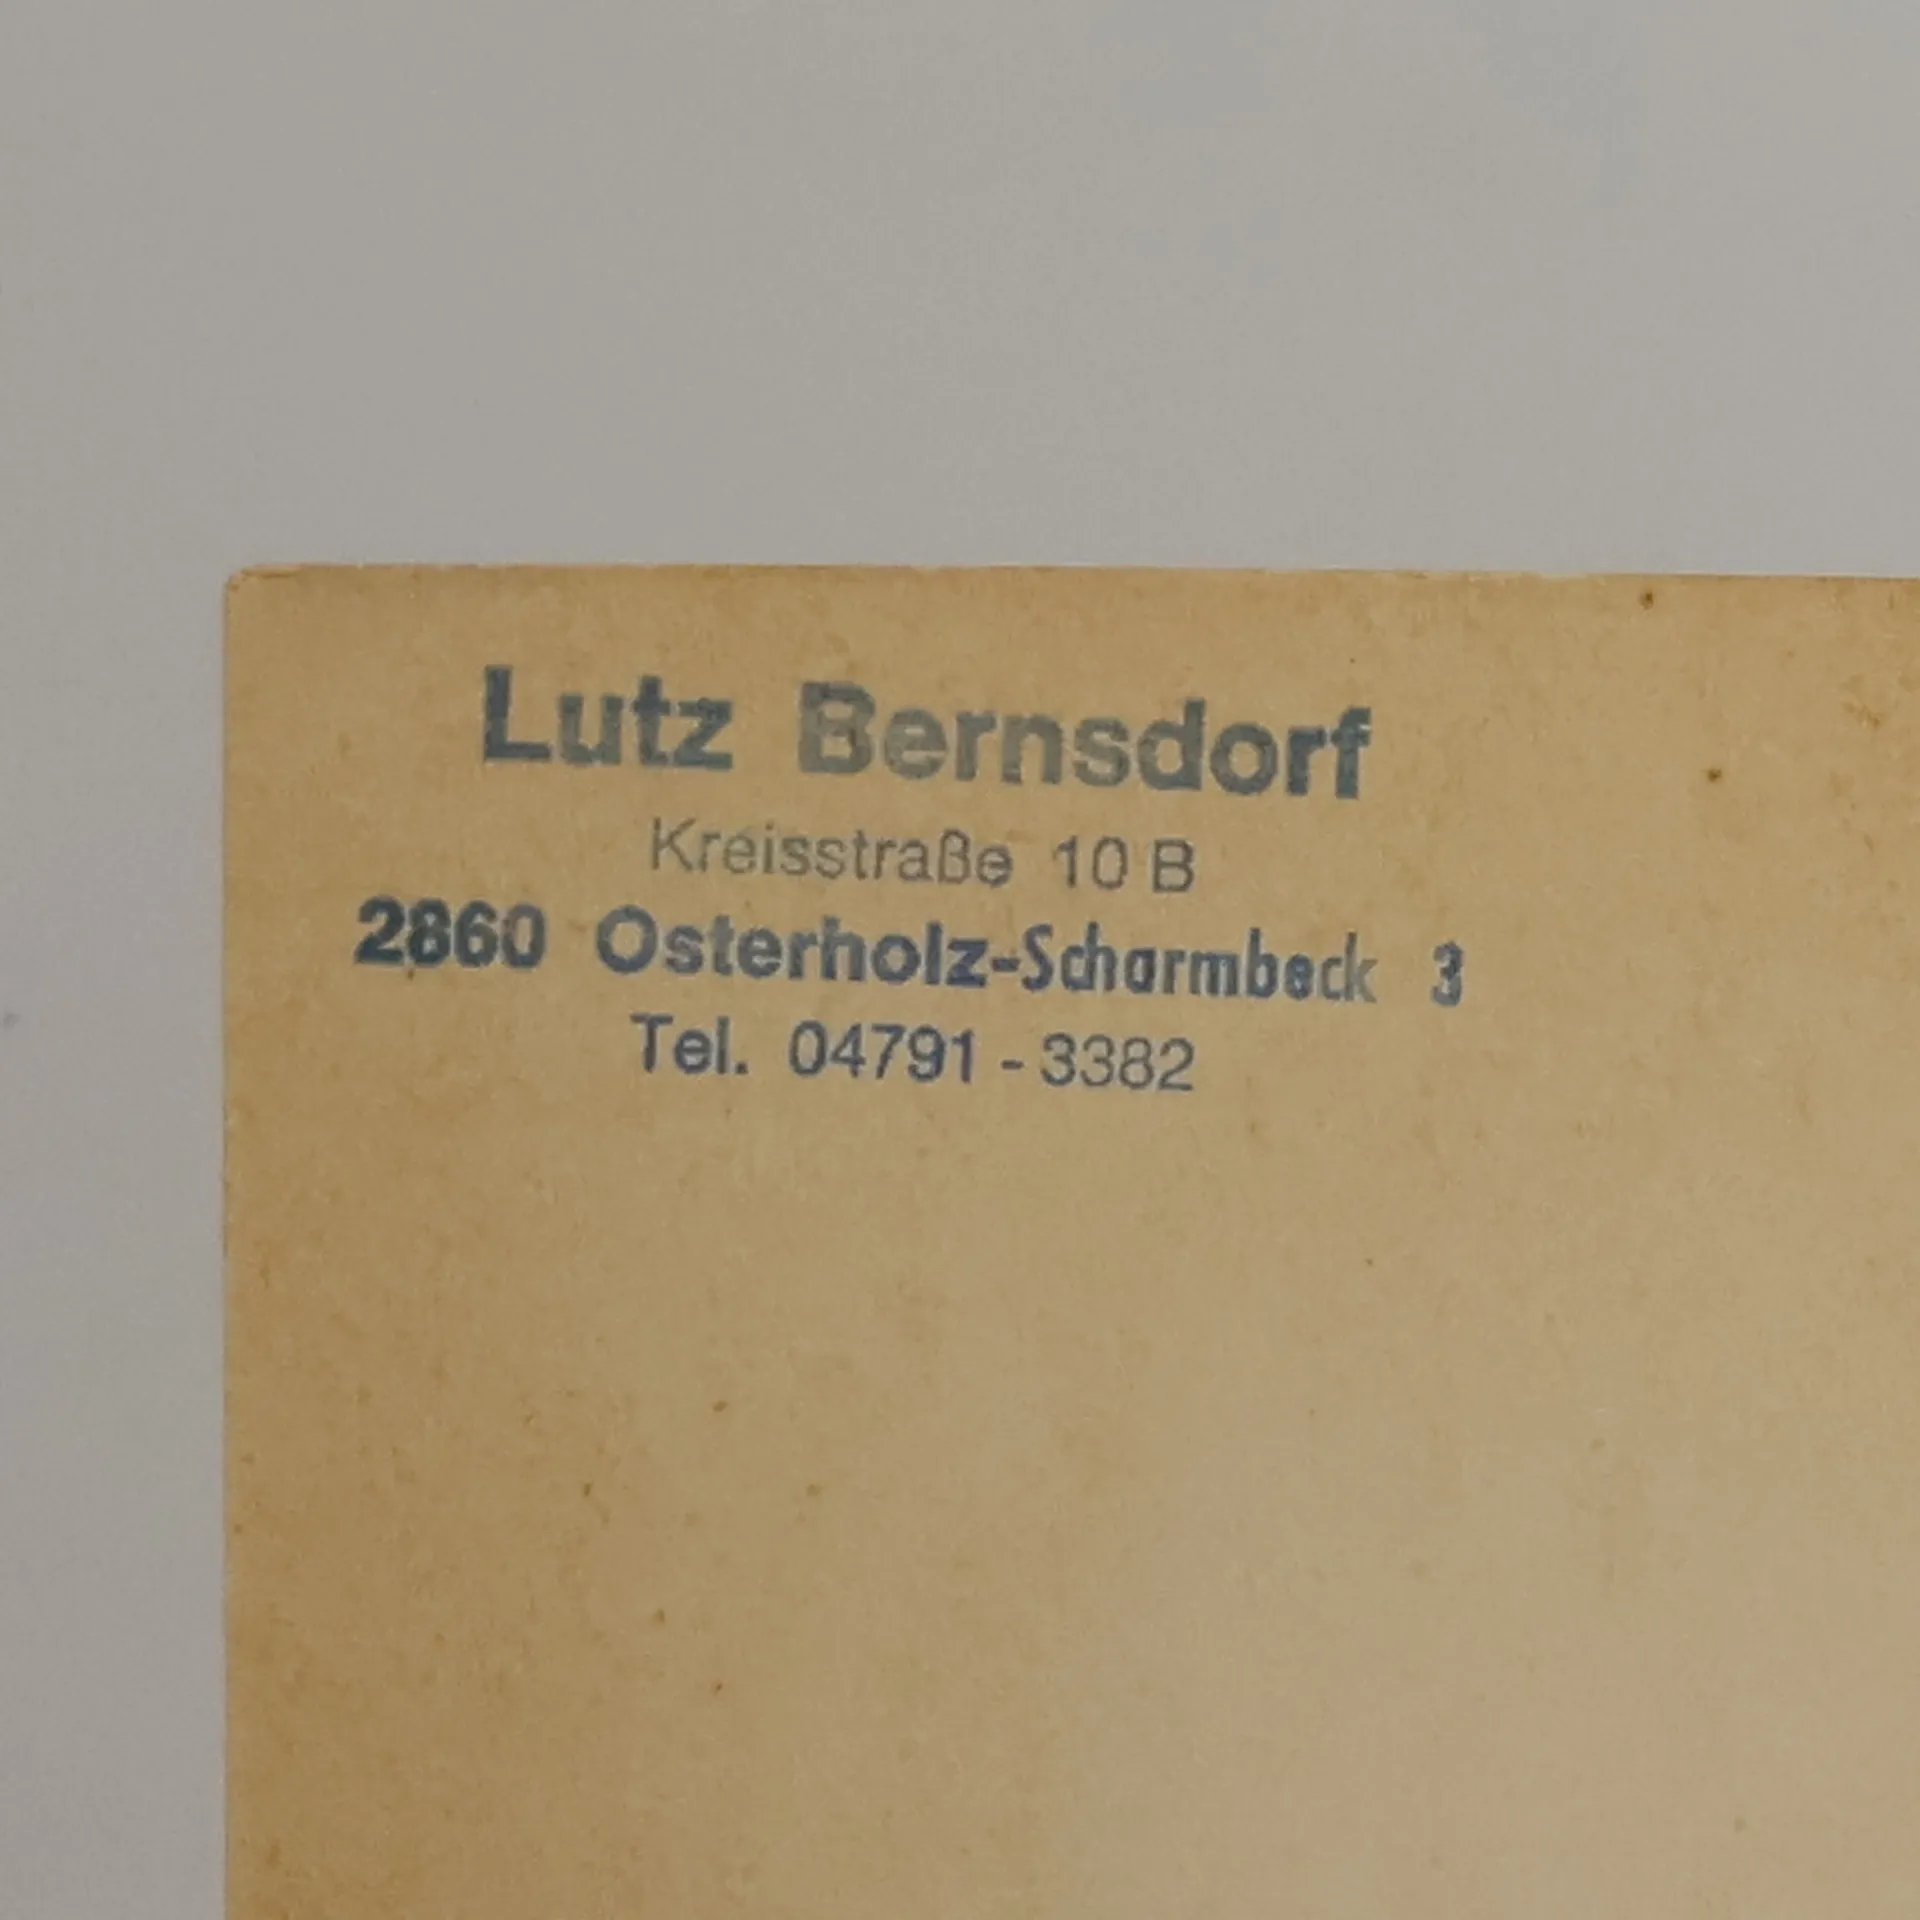 Lutz Bernsdorf
Kreisstraße 10 B
2860 Osterholz-Scharmbeck 3
Tel. 04791 - 3382